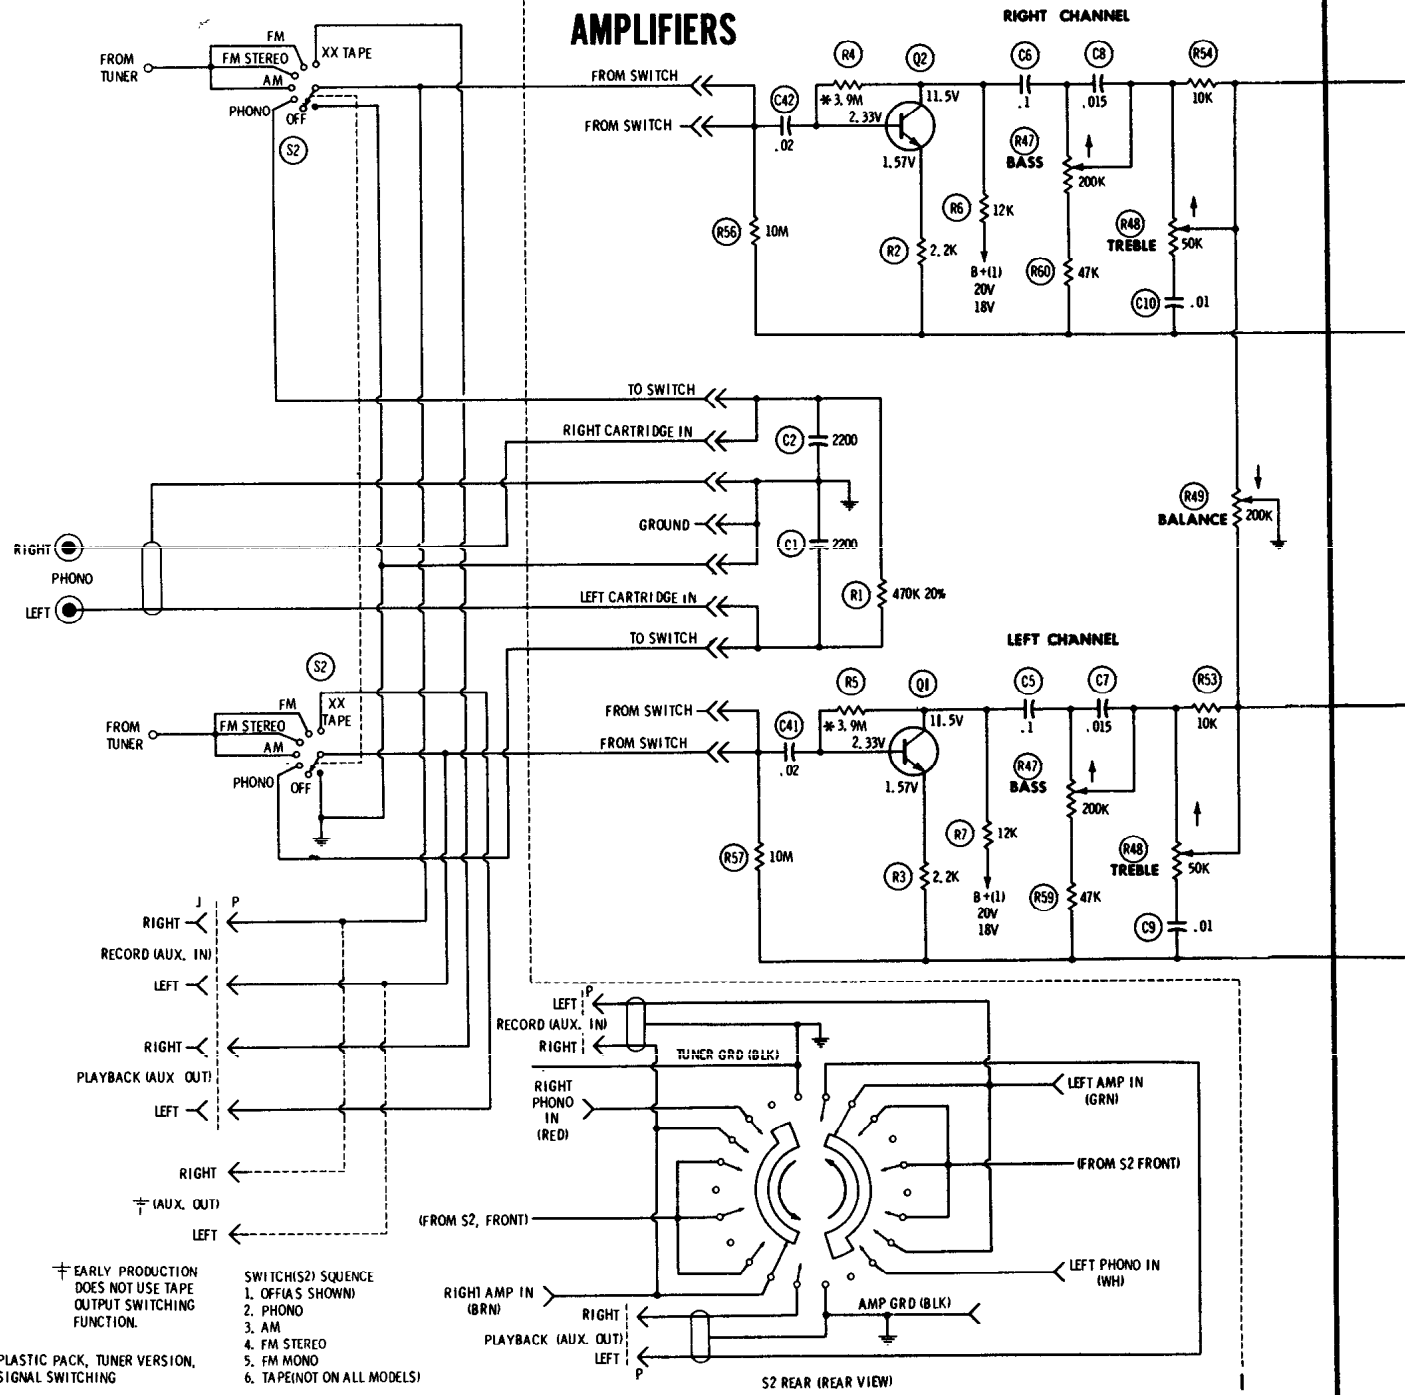 AMPLIFIERS
RIGHT CHANNEL
FM
XX TAPE
FROM
TUNER
FM STEREO
AM
PHONO
OFF
S2
FROM SWITCH
FROM SWITCH
C42
.02
R4
* 3.9M
2.33V
Q2
11.5V
1.57V
C6
.1
C8
.015
R54
10K
R47
BASS
200K
R56
10M
R2
2.2K
R6
12K
B+(1)
20V
18V
R60
47K
R48
TREBLE
50K
C10
.01
TO SWITCH
RIGHT CARTRIDGE IN
C2
2200
GROUND
C1
2200
R49
BALANCE
200K
RIGHT
PHONO
LEFT
LEFT CARTRIDGE IN
R1
470K 20%
TO SWITCH
LEFT CHANNEL
S2
FM
XX
TAPE
FROM
TUNER
FM STEREO
AM
PHONO
OFF
FROM SWITCH
FROM SWITCH
C41
.02
R5
* 3.9M
2.33V
Q1
11.5V
1.57V
C5
.1
C7
.015
R53
10K
R47
BASS
200K
R57
10M
R3
2.2K
R7
12K
B+(1)
20V
18V
R59
47K
R48
TREBLE
50K
C9
.01
J P
RIGHT
RECORD (AUX. IN)
LEFT
RIGHT
PLAYBACK (AUX OUT)
LEFT
RIGHT
(AUX. OUT)
LEFT
P
LEFT
RECORD (AUX. IN)
RIGHT
TUNER GRD (BLK)
RIGHT
PHONO
IN
(RED)
LEFT AMP IN
(GRN)
(FROM S2 FRONT)
(FROM S2, FRONT)
LEFT PHONO IN
(WH)
RIGHT AMP IN
(BRN)
AMP GRD (BLK)
RIGHT
PLAYBACK (AUX. OUT)
LEFT
P
S2 REAR (REAR VIEW)
EARLY PRODUCTION
DOES NOT USE TAPE
OUTPUT SWITCHING
FUNCTION.
SWITCH(S2) SQUENCE
1. OFF(AS SHOWN)
2. PHONO
3. AM
4. FM STEREO
5. FM MONO
6. TAPE(NOT ON ALL MODELS)
PLASTIC PACK, TUNER VERSION,
SIGNAL SWITCHING